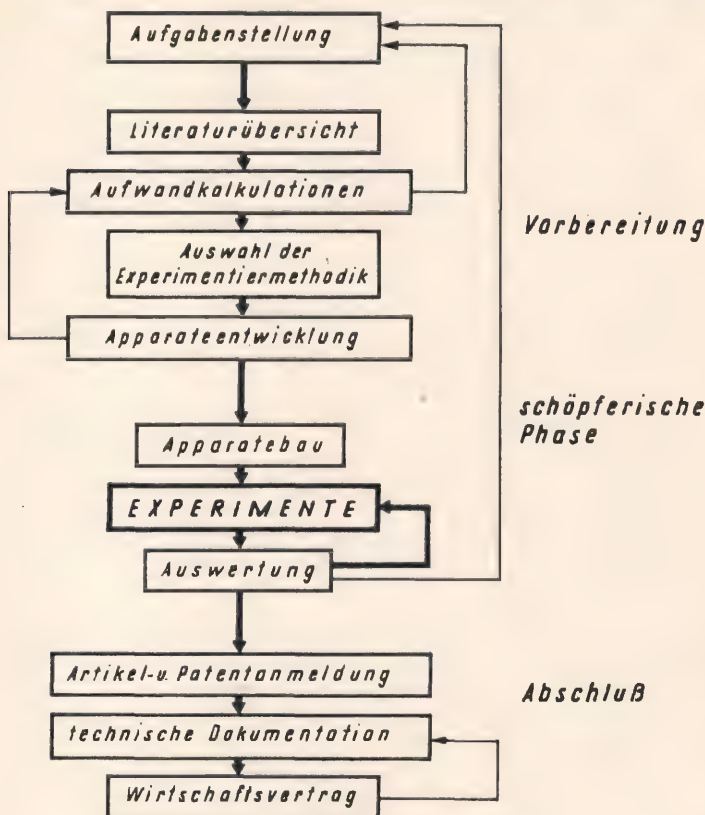 Aufgabenstellung
Literaturübersicht
Aufwandkalkulationen
Auswahl der
Experimentiermethodik
Apparateentwicklung
Vorbereitung
Apparatebau
EXPERIMENTE
Auswertung
schöpferische
Phase
Artikel-u. Patentanmeldung
technische Dokumentation
Wirtschaftsvertrag
Abschluß